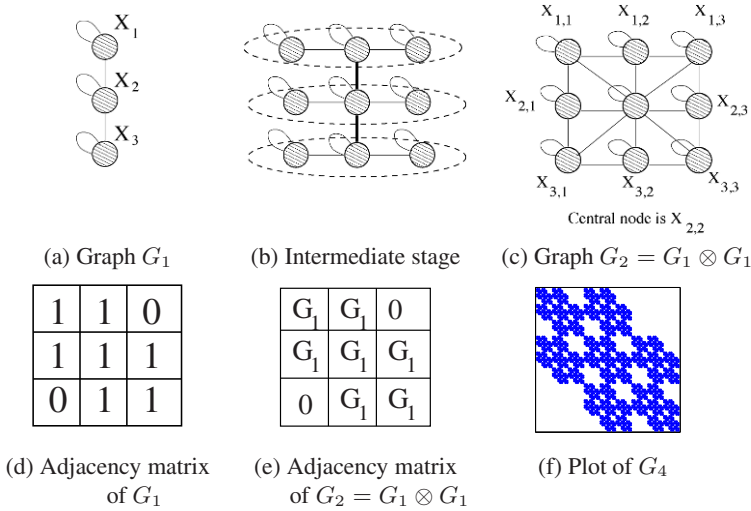 X1
X2
X3
X1,1
X1,2
X1,3
X2,1
X2,3
X3,1
X3,2
X3,3
Central node is X2,2
(a) Graph G1
(b) Intermediate stage
(c) Graph G2 = G1 ⊗ G1
1 1 0
1 1 1
0 1 1
G1 G1 0
G1 G1 G1
0 G1 G1
(d) Adjacency matrix
of G1
(e) Adjacency matrix
of G2 = G1 ⊗ G1
(f) Plot of G4